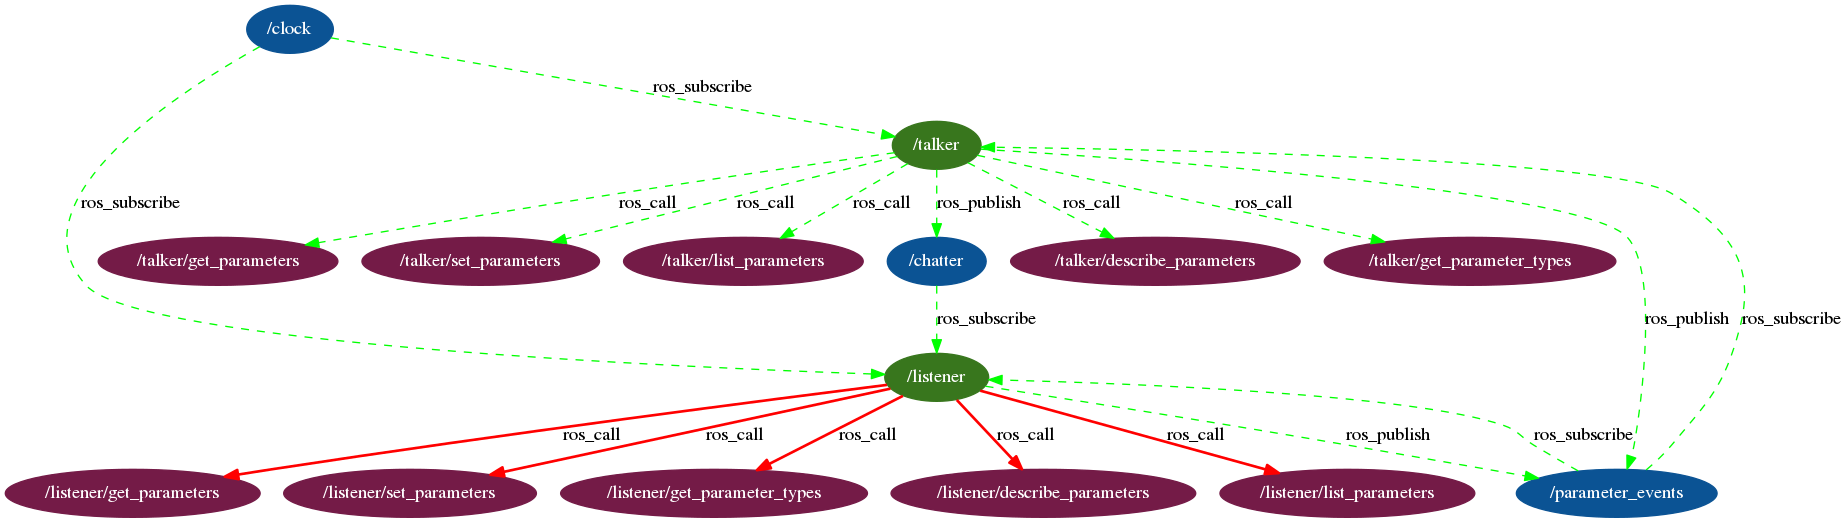 /clock
ros_subscribe
/talker
ros_subscribe
ros_call
ros_call
ros_call
ros_publish
ros_call
ros_call
/talker/get_parameters
/talker/set_parameters
/talker/list_parameters
/chatter
/talker/describe_parameters
/talker/get_parameter_types
ros_subscribe
ros_publish
ros_subscribe
/listener
ros_call
ros_call
ros_call
ros_call
ros_call
ros_publish
ros_subscribe
/listener/get_parameters
/listener/set_parameters
/listener/get_parameter_types
/listener/describe_parameters
/listener/list_parameters
/parameter_events